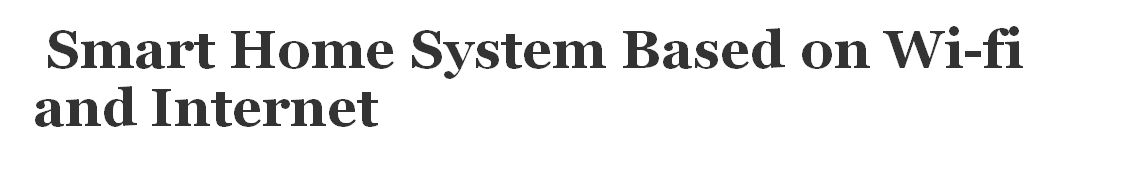 Smart Home System Based on Wi-fi
and Internet